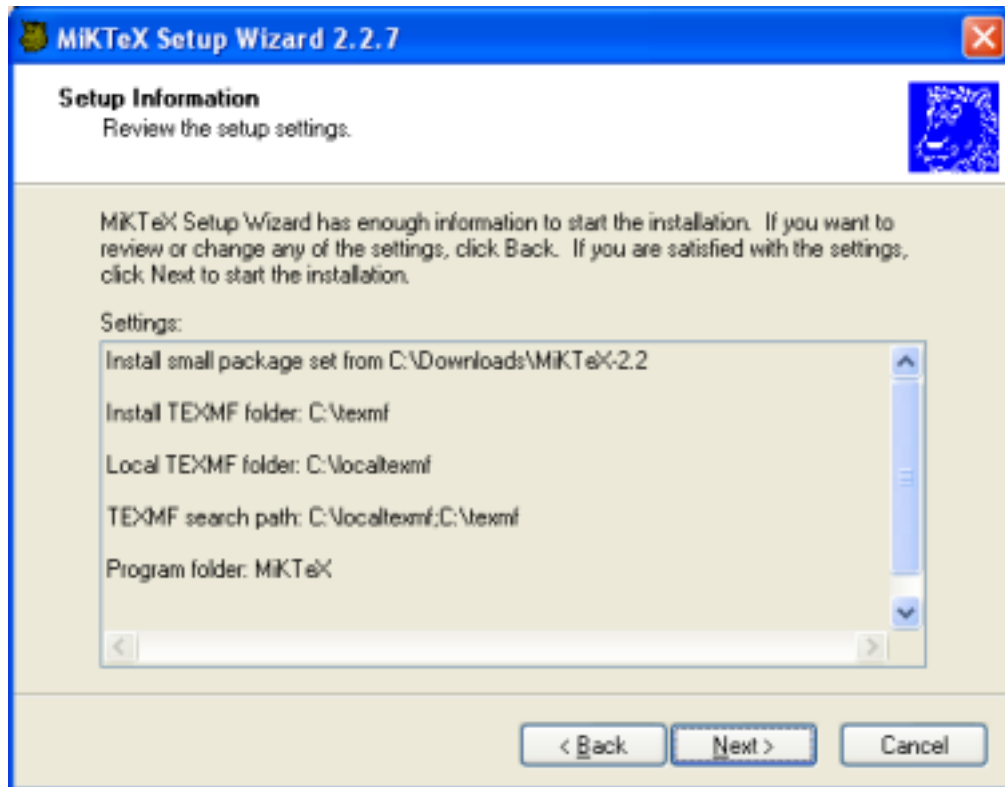 MiKTeX Setup Wizard 2.2.7
Setup Information
Review the setup settings.
MiKTeX Setup Wizard has enough information to start the installation. If you want to
review or change any of the settings, click Back. If you are satisfied with the settings,
click Next to start the installation.
Settings:
Install small package set from C:\Downloads\MiKTeX-2.2
Install TEXMF folder: C:\texmf
Local TEXMF folder: C:\localtexmf
TEXMF search path: C:\localtexmf;C:\texmf
Program folder: MiKTeX
< Back
Next >
Cancel